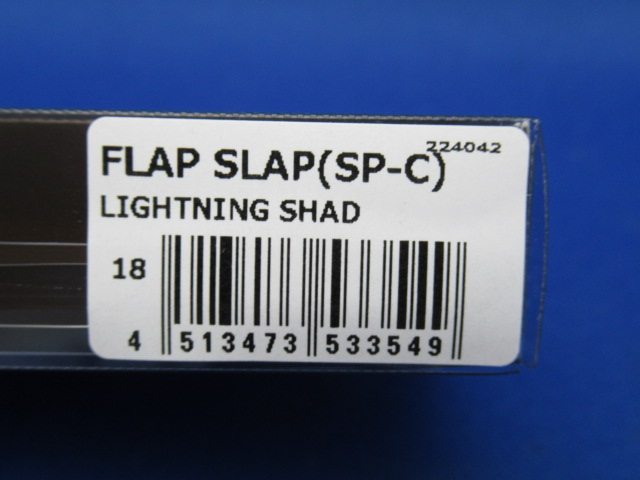 224042
FLAP SLAP(SP-C)
LIGHTNING SHAD
18
4 513473 533549